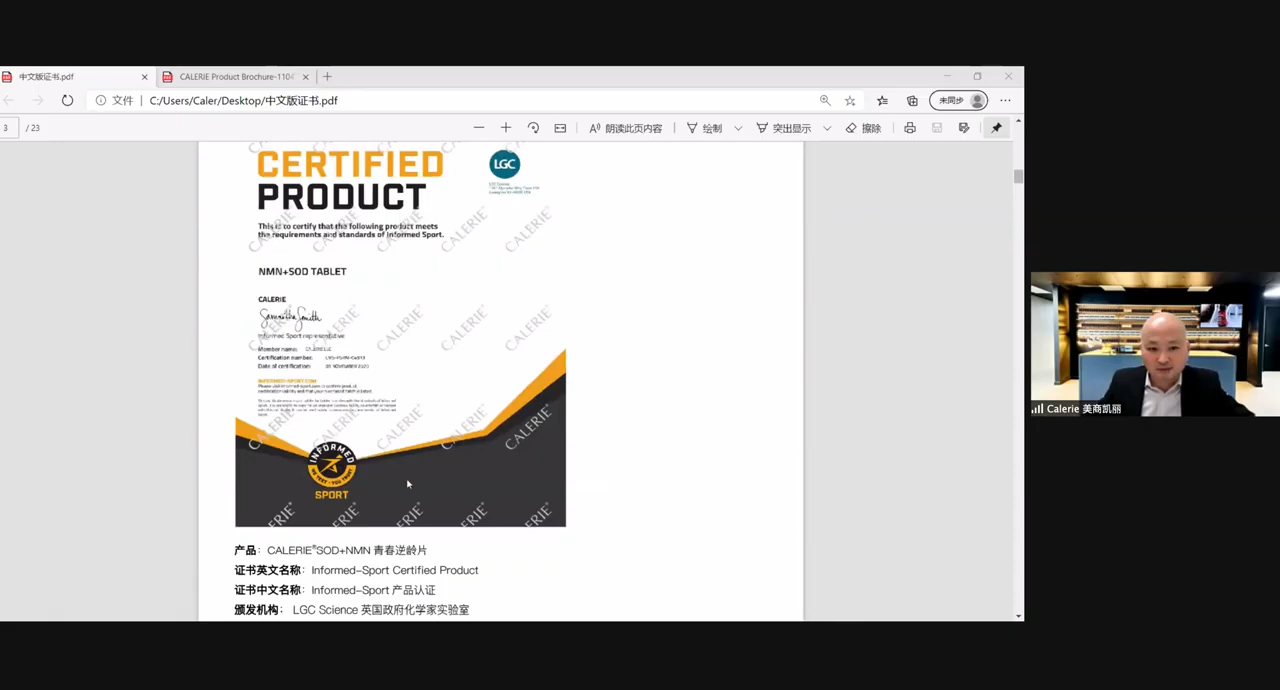 中文版证书.pdf
CALERIE Product Brochure-1104
文件
C:/Users/Caler/Desktop/中文版证书.pdf
未同步
3 / 23
朗读此页内容
绘制
突出显示
擦除
CERTIFIED
PRODUCT
LGC
This is to certify that the following product meets
the requirements and standards of Informed Sport.
NMN+SOD TABLET
CALERIE
Samantha Smith
Informed Sport representative
Member name:
Certification number:
Date of certification:
INFORMED
WE TEST · YOU TRUST
SPORT
CALERIE®
产品：CALERIE®SOD+NMN 青春逆龄片
证书英文名称：Informed-Sport Certified Product
证书中文名称：Informed-Sport 产品认证
颁发机构： LGC Science 英国政府化学家实验室
Calerie 美商凯丽